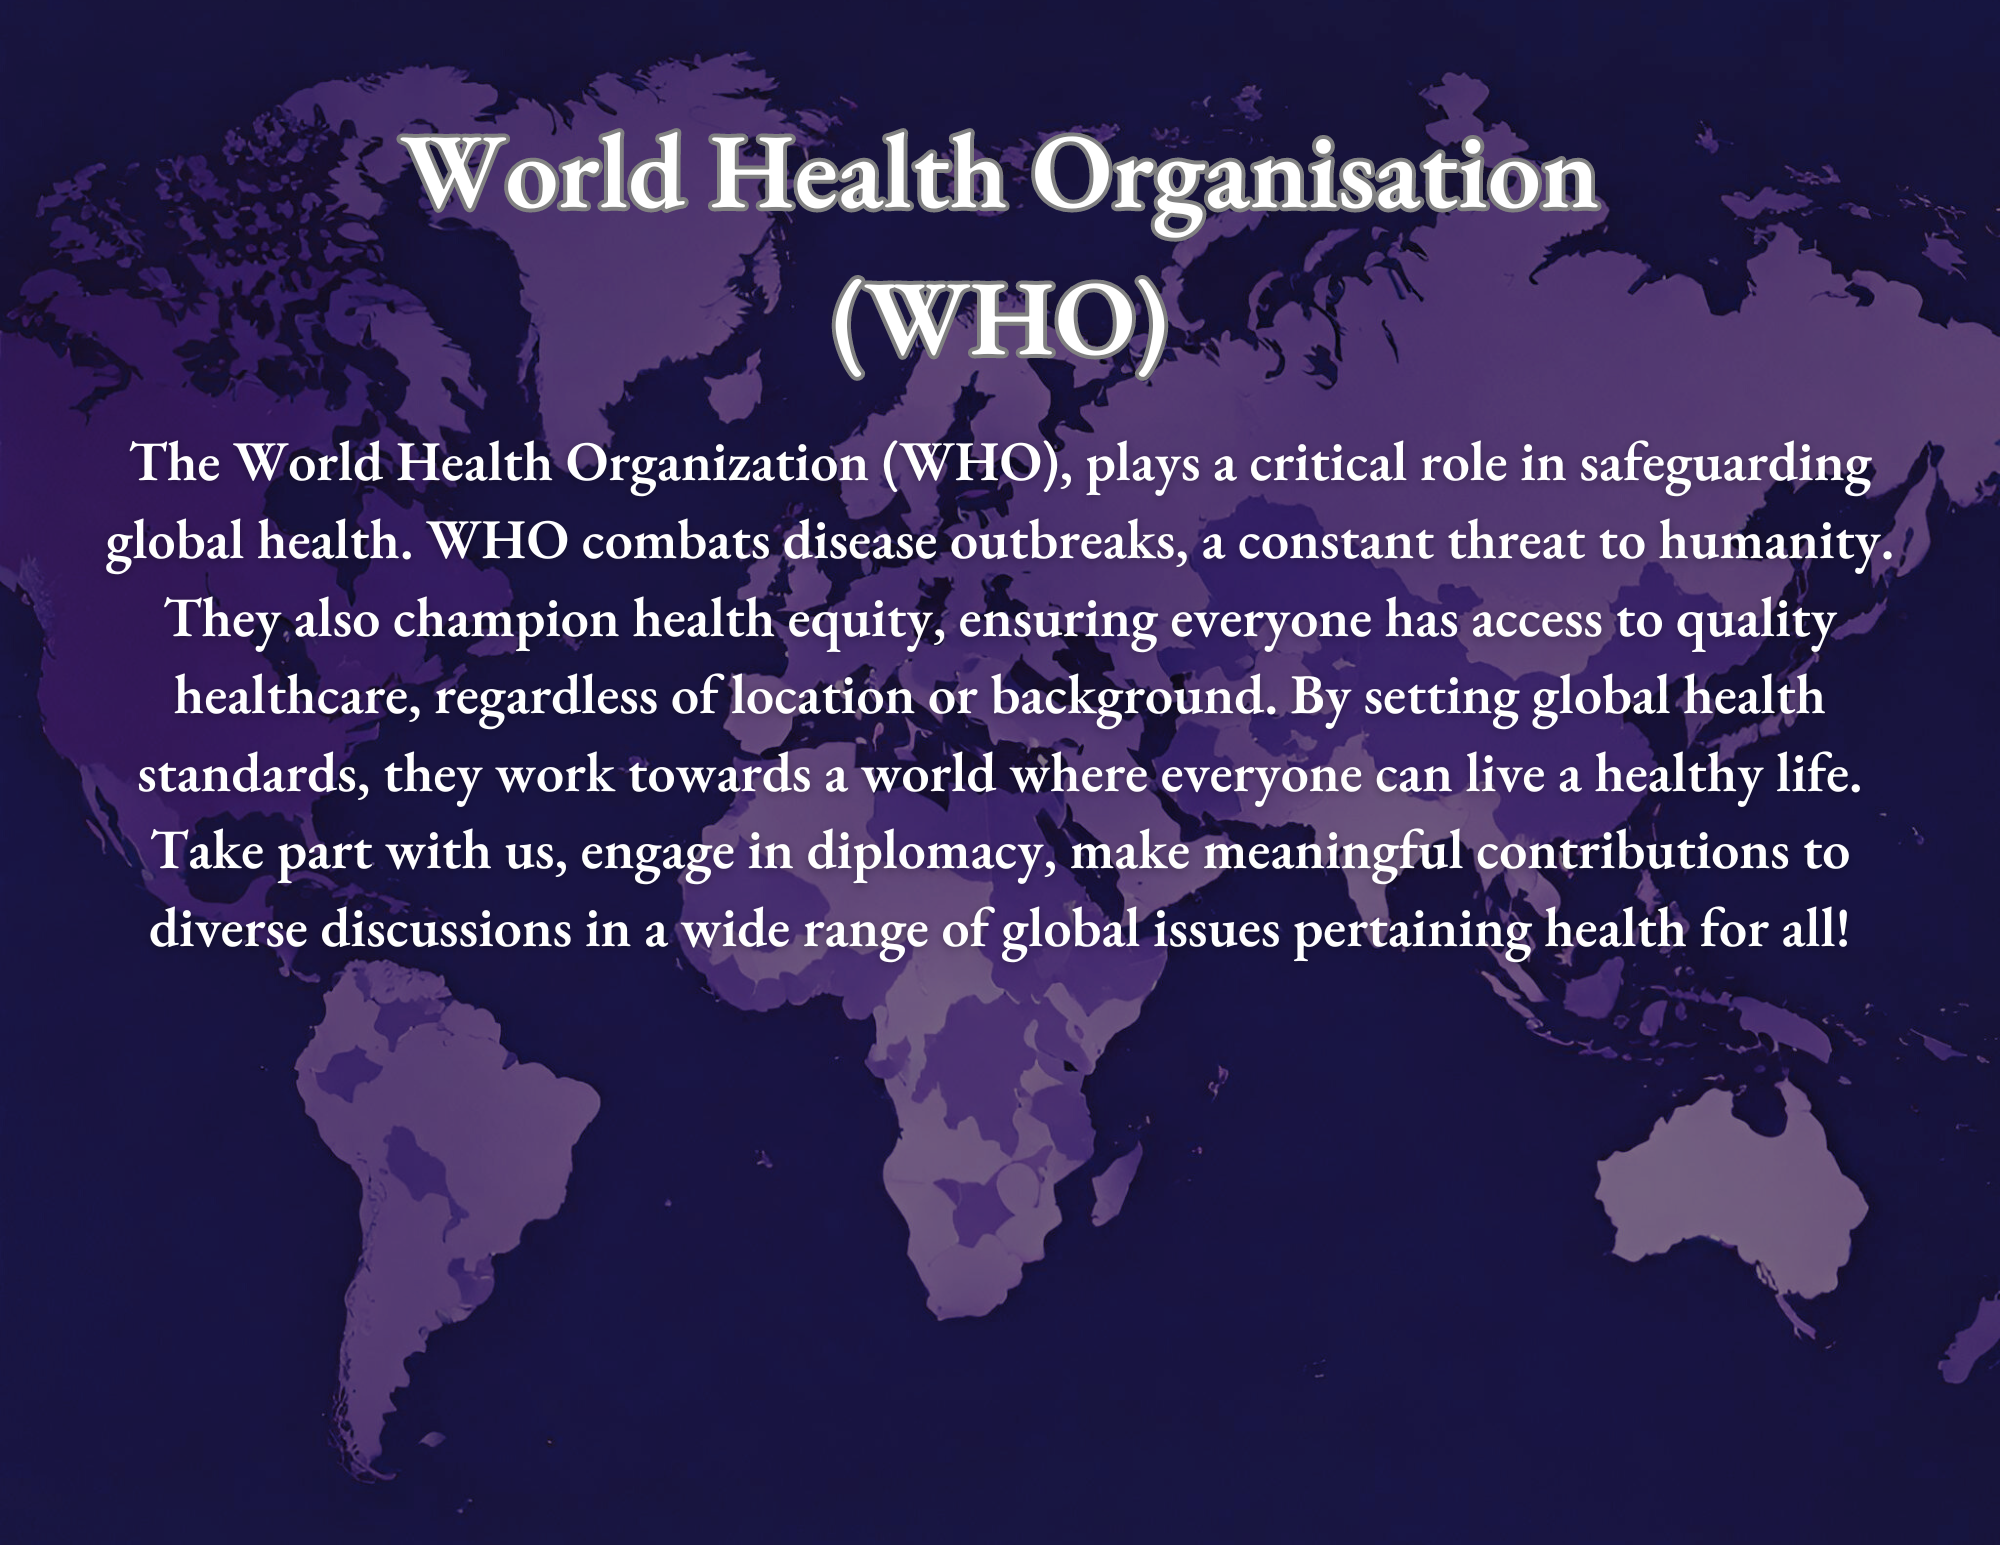 World Health Organisation
(WHO)
The World Health Organization (WHO), plays a critical role in safeguarding
global health. WHO combats disease outbreaks, a constant threat to humanity.
They also champion health equity, ensuring everyone has access to quality
healthcare, regardless of location or background. By setting global health
standards, they work towards a world where everyone can live a healthy life.
Take part with us, engage in diplomacy, make meaningful contributions to
diverse discussions in a wide range of global issues pertaining health for all!